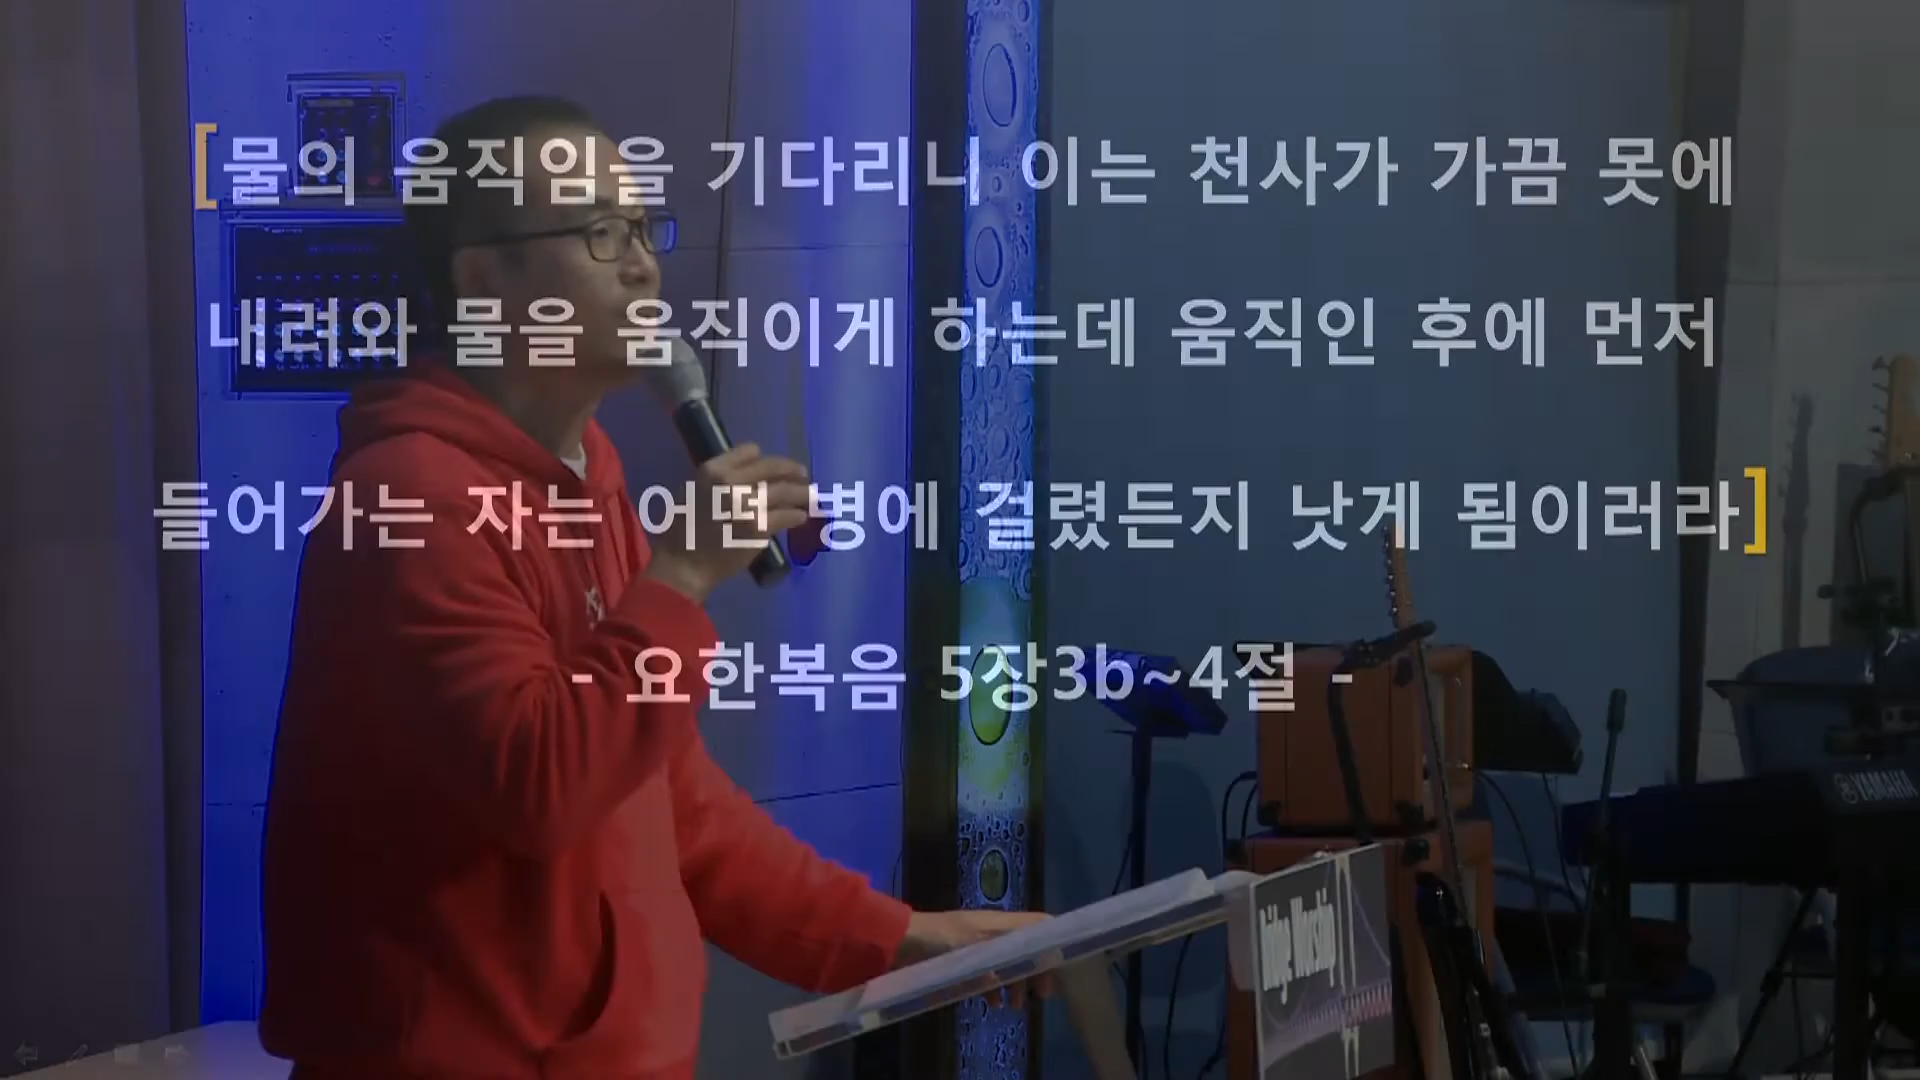 [물의 움직임을 기다리니 이는 천사가 가끔 못에
내려와 물을 움직이게 하는데 움직인 후에 먼저
들어가는 자는 어떤 병에 걸렸든지 낫게 됨이러라]
- 요한복음 5장3b~4절 -
YAMAHA
Worship